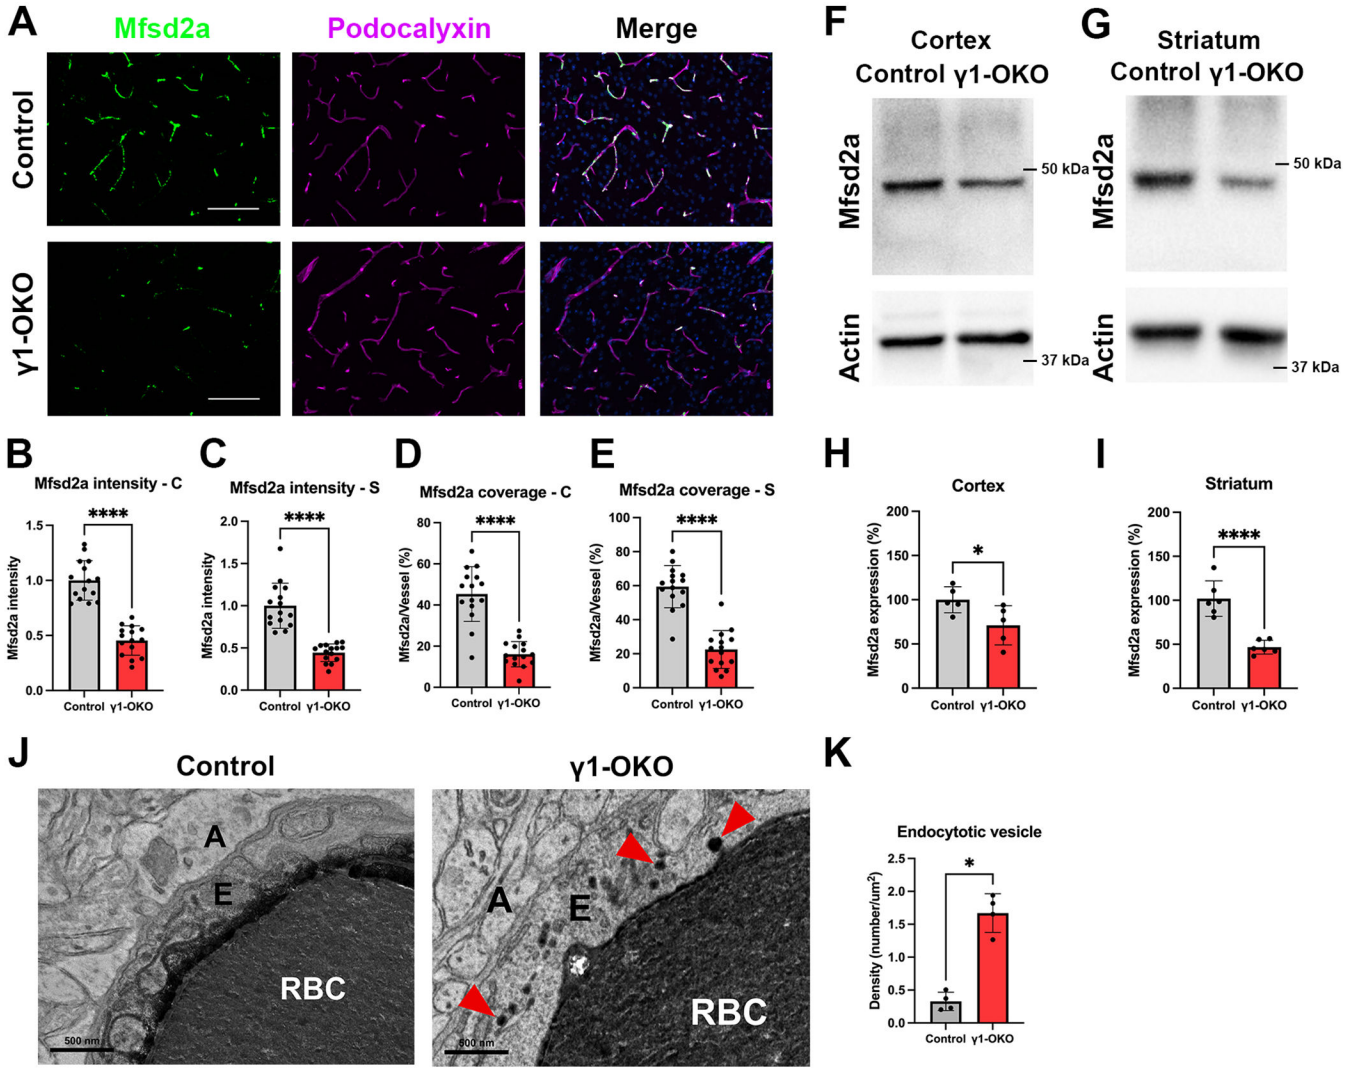 A
Mfsd2a
Podocalyxin
Merge
Control
γ1-OKO
F
Cortex
Control γ1-OKO
Mfsd2a
50 kDa
Actin
37 kDa
G
Striatum
Control γ1-OKO
Mfsd2a
50 kDa
Actin
37 kDa
B
Mfsd2a intensity - C
****
Mfsd2a intensity
1.5
1.0
0.5
0.0
Control γ1-OKO
C
Mfsd2a intensity - S
****
Mfsd2a intensity
2.0
1.5
1.0
0.5
0.0
Control γ1-OKO
D
Mfsd2a coverage - C
****
Mfsd2a/Vessel (%)
80
60
40
20
0
Control γ1-OKO
E
Mfsd2a coverage - S
****
Mfsd2a/Vessel (%)
100
80
60
40
20
0
Control γ1-OKO
H
Cortex
*
Mfsd2a expression (%)
200
150
100
50
0
Control γ1-OKO
I
Striatum
****
Mfsd2a expression (%)
200
150
100
50
0
Control γ1-OKO
J
Control
A
E
RBC
500 nm
γ1-OKO
A
E
RBC
500 nm
K
Endocytotic vesicle
*
Density (number/um²)
2.5
2.0
1.5
1.0
0.5
0.0
Control γ1-OKO